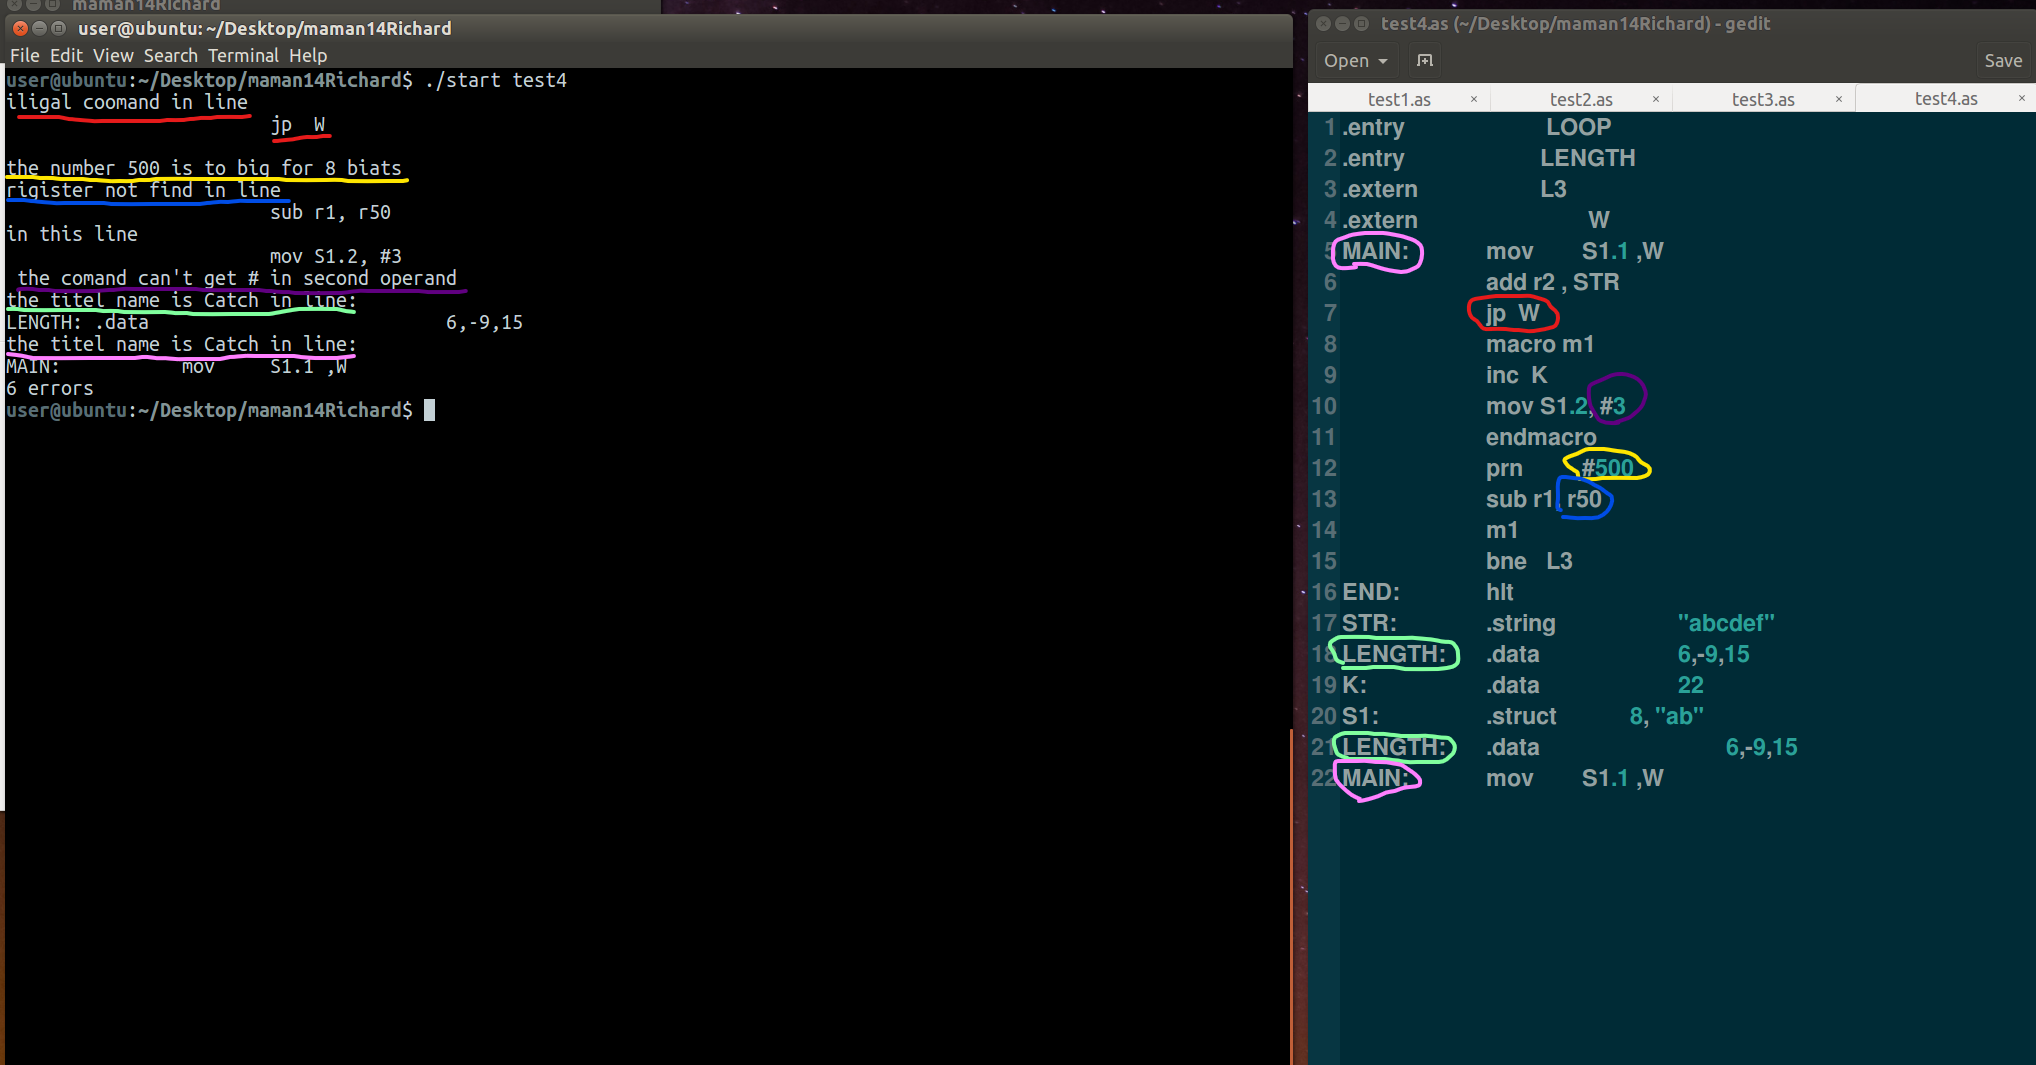 maman14Richard
user@ubuntu: ~/Desktop/maman14Richard
File Edit View Search Terminal Help
user@ubuntu:~/Desktop/maman14Richard$ ./start test4
iligal coomand in line
jp  W
the number 500 is to big for 8 biats
rigister not find in line
sub r1, r50
in this line
mov S1.2, #3
the comand can't get # in second operand
the titel name is Catch in line:
LENGTH: .data 6,-9,15
the titel name is Catch in line:
MAIN: mov S1.1 ,W
6 errors
user@ubuntu:~/Desktop/maman14Richard$
test4.as (~/Desktop/maman14Richard) - gedit
Open Save
test1.as × test2.as × test3.as × test4.as ×
1 .entry LOOP
2 .entry LENGTH
3 .extern L3
4 .extern W
5 MAIN: mov S1.1 ,W
6 add r2 , STR
7 jp W
8 macro m1
9 inc K
10 mov S1.2, #3
11 endmacro
12 prn #500
13 sub r1, r50
14 m1
15 bne L3
16 END: hlt
17 STR: .string "abcdef"
18 LENGTH: .data 6,-9,15
19 K: .data 22
20 S1: .struct 8, "ab"
21 LENGTH: .data 6,-9,15
22 MAIN: mov S1.1 ,W